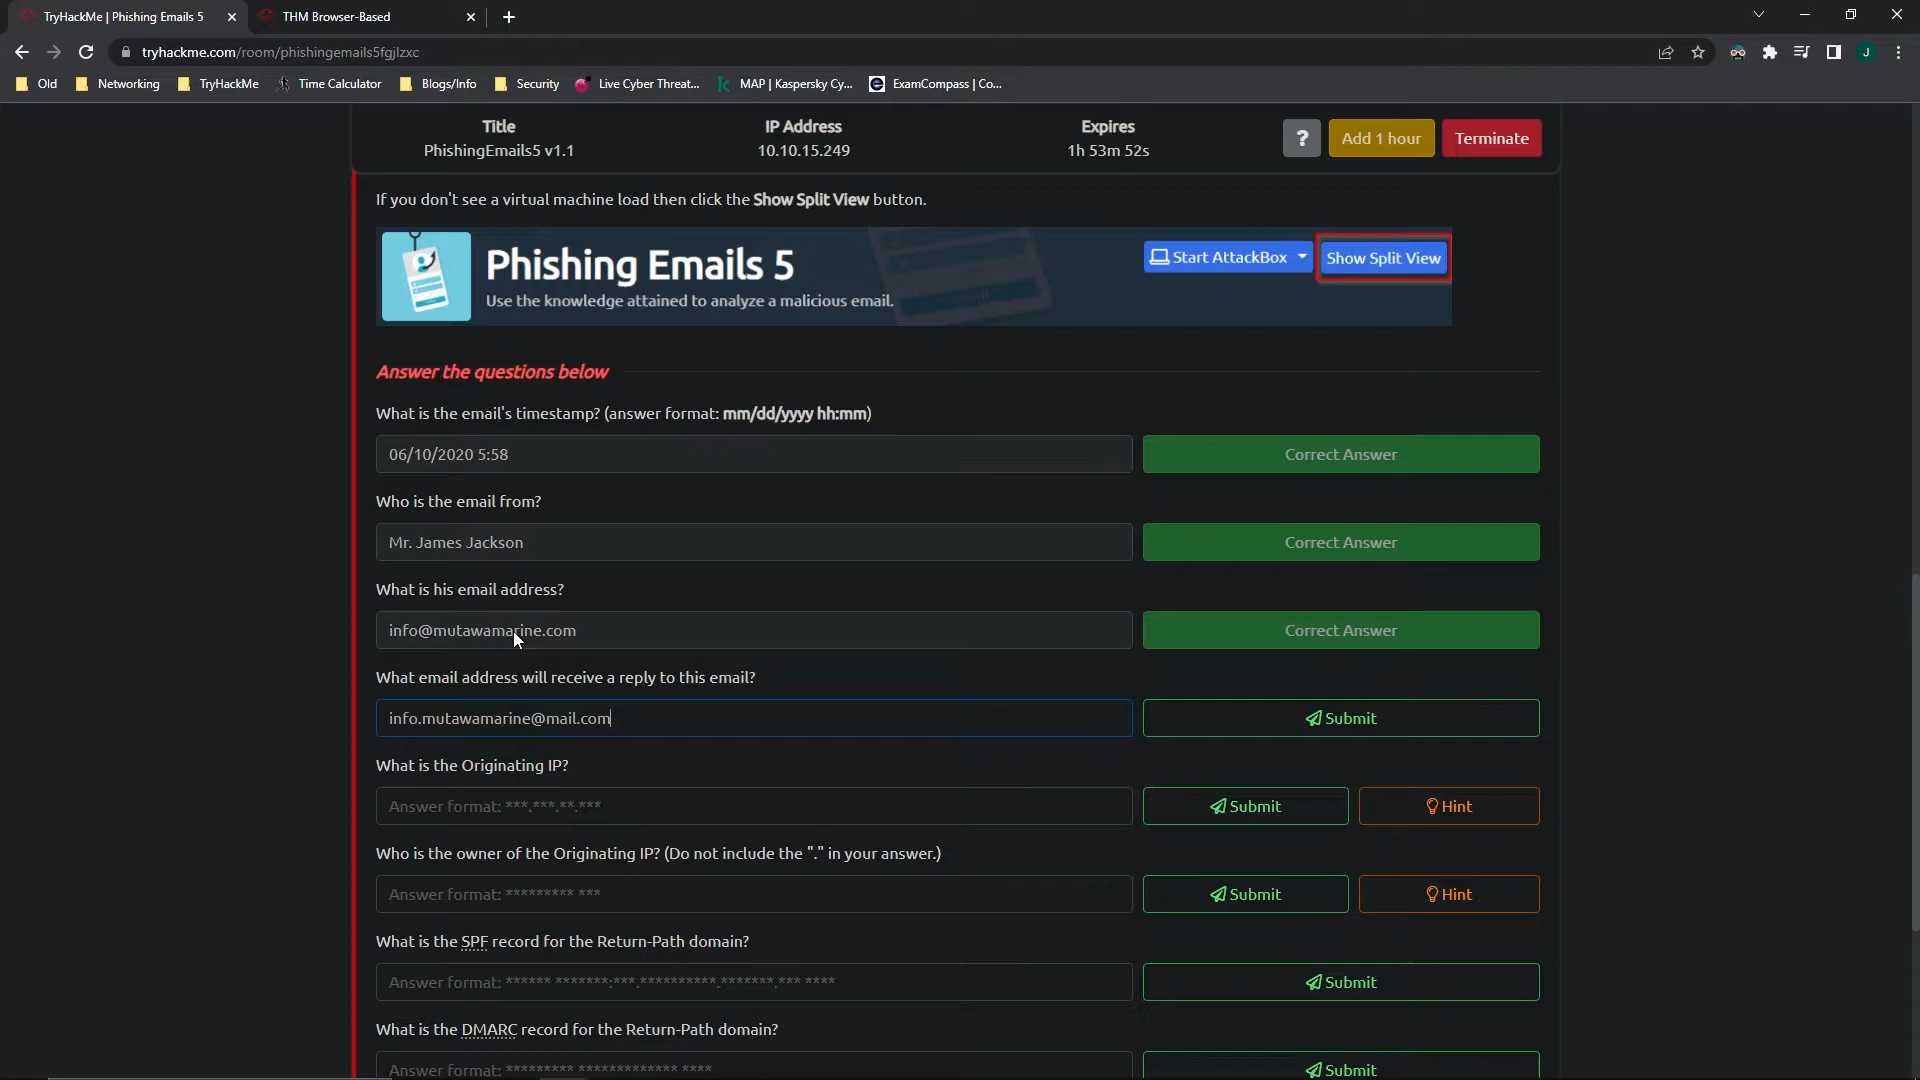 TryHackMe | Phishing Emails 5
THM Browser-Based
tryhackme.com/room/phishingemails5fgjlzxc
J
Old
Networking
TryHackMe
Time Calculator
Blogs/Info
Security
Live Cyber Threat...
MAP | Kaspersky Cy...
ExamCompass | Co...
Title
PhishingEmails5 v1.1
IP Address
10.10.15.249
Expires
1h 53m 52s
?
Add 1 hour
Terminate
If you don't see a virtual machine load then click the Show Split View button.
Phishing Emails 5
Use the knowledge attained to analyze a malicious email.
Start AttackBox
Show Split View
Answer the questions below
What is the email's timestamp? (answer format: mm/dd/yyyy hh:mm)
06/10/2020 5:58
Correct Answer
Who is the email from?
Mr. James Jackson
Correct Answer
What is his email address?
info@mutawamarine.com
Correct Answer
What email address will receive a reply to this email?
info.mutawamarine@mail.com
Submit
What is the Originating IP?
Answer format: ***.***.**.***
Submit
Hint
Who is the owner of the Originating IP? (Do not include the "." in your answer.)
Answer format: ********* ***
Submit
Hint
What is the SPF record for the Return-Path domain?
Answer format: ****** *******:***.**********.*******.*** ****
Submit
What is the DMARC record for the Return-Path domain?
Answer format: ********* ************* ****
Submit